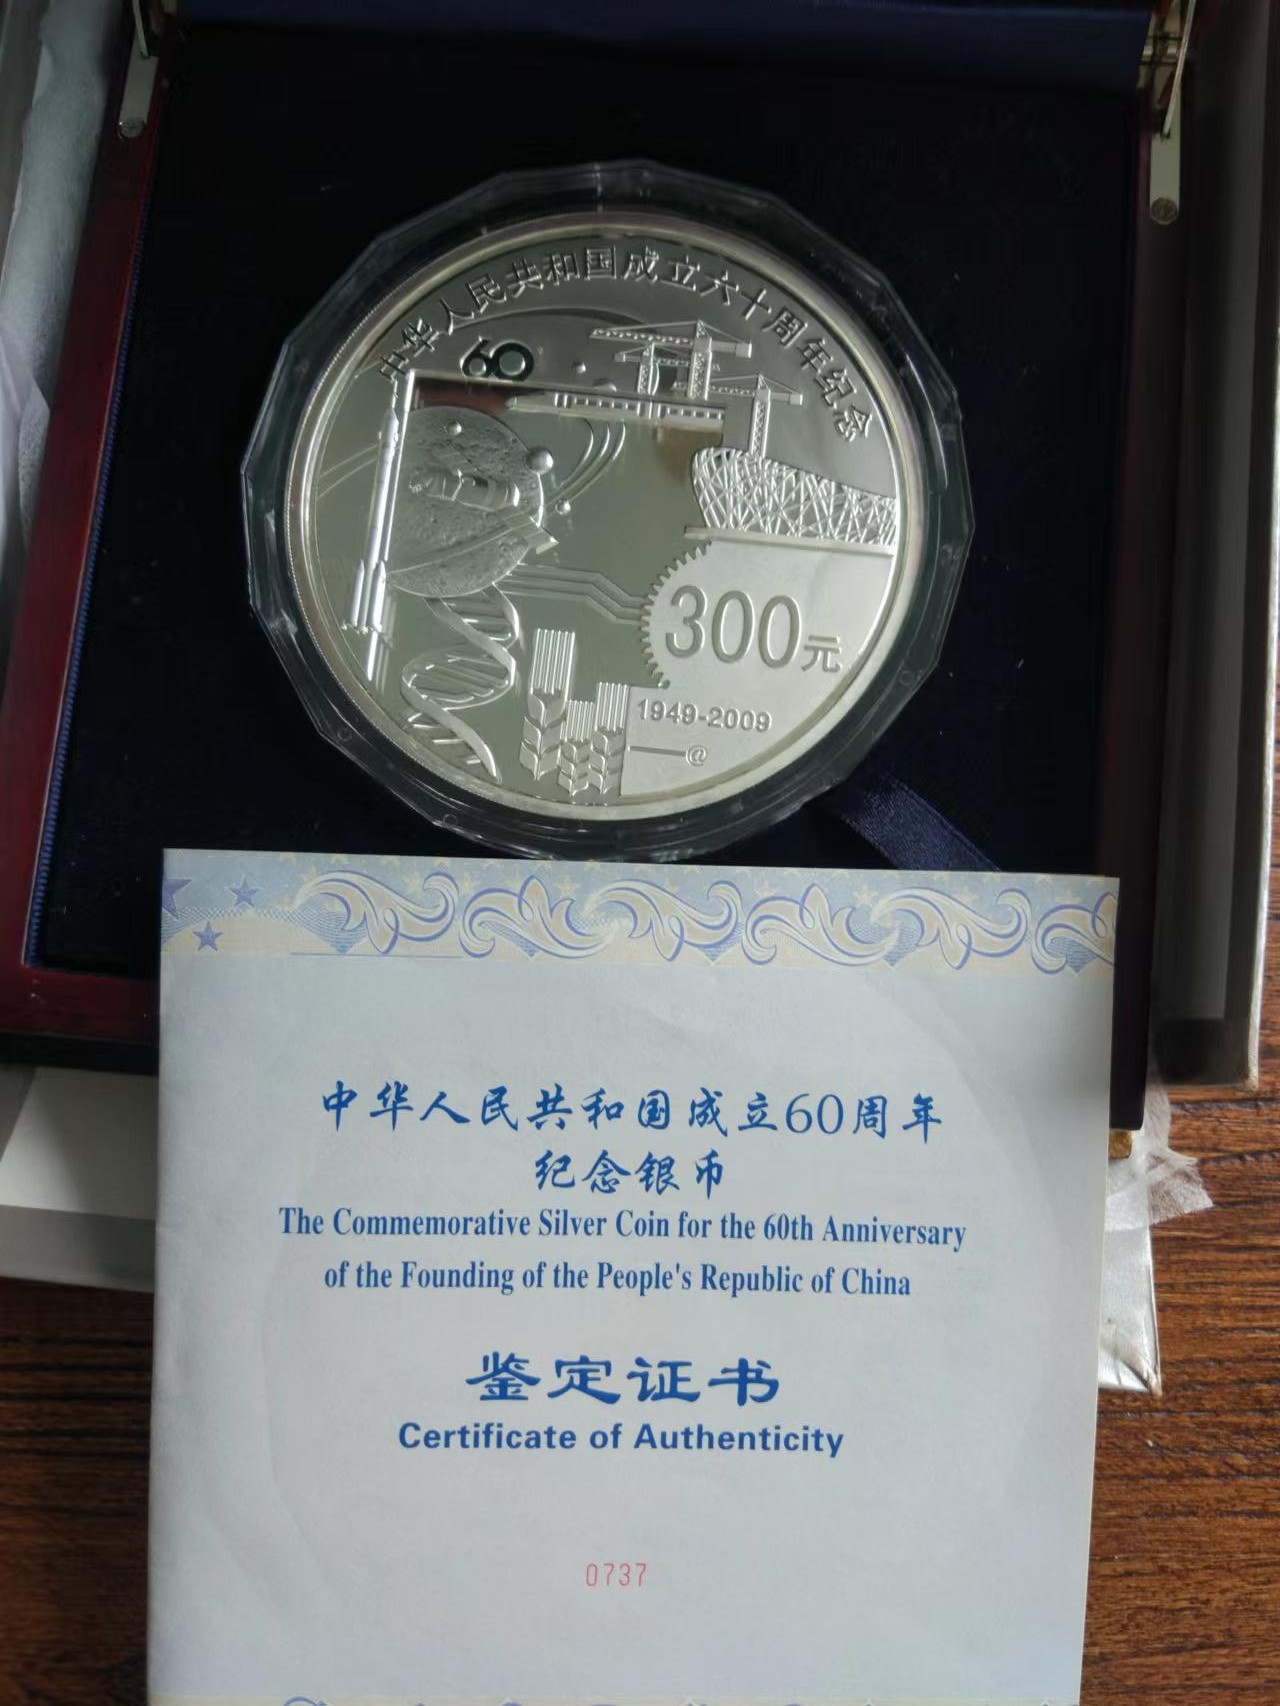 中华人民共和国成立六十周年纪念
60
300元
1949-2009
@
中华人民共和国成立60周年
纪念银币
The Commemorative Silver Coin for the 60th Anniversary
of the Founding of the People's Republic of China
鉴定证书
Certificate of Authenticity
0737